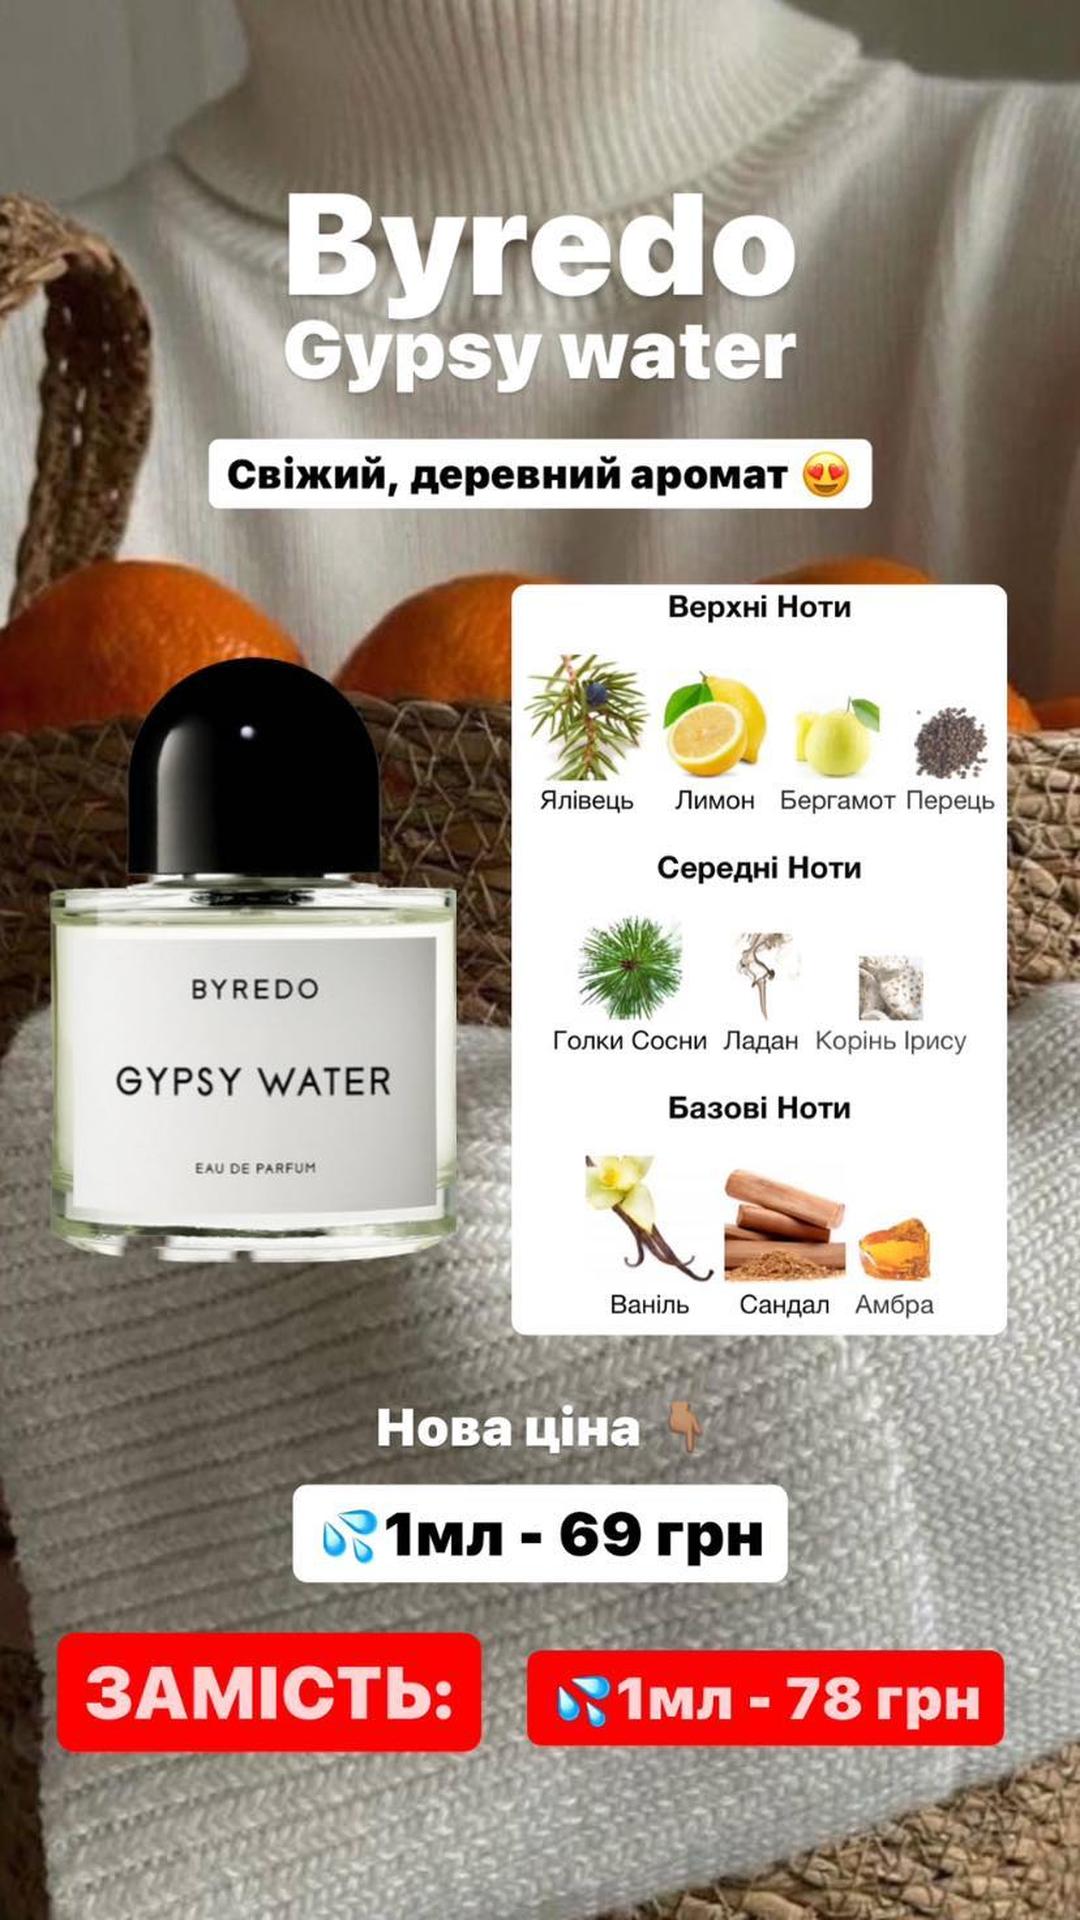 Byredo
Gypsy water
Свіжий, деревний аромат 😍
Верхні Ноти
Ялівець Лимон Бергамот Перець
Середні Ноти
Голки Сосни Ладан Корінь Ірису
Базові Ноти
Ваніль Сандал Амбра
BYREDO
GYPSY WATER
EAU DE PARFUM
Нова ціна 👇🏽
💦1мл - 69 грн
ЗАМІСТЬ: 💦1мл - 78 грн